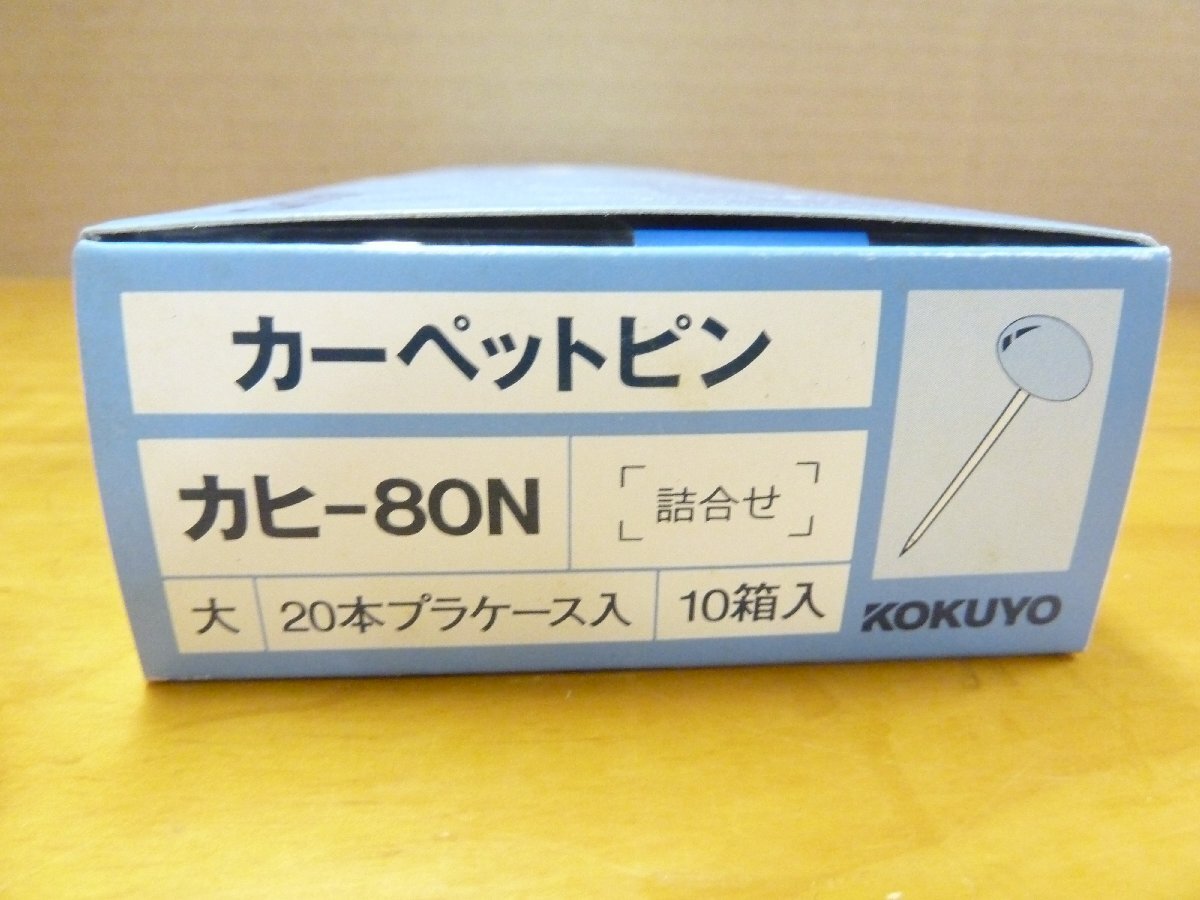 カーペットピン
カヒ-80N
詰合せ
大 20本プラケース入 10箱入
KOKUYO